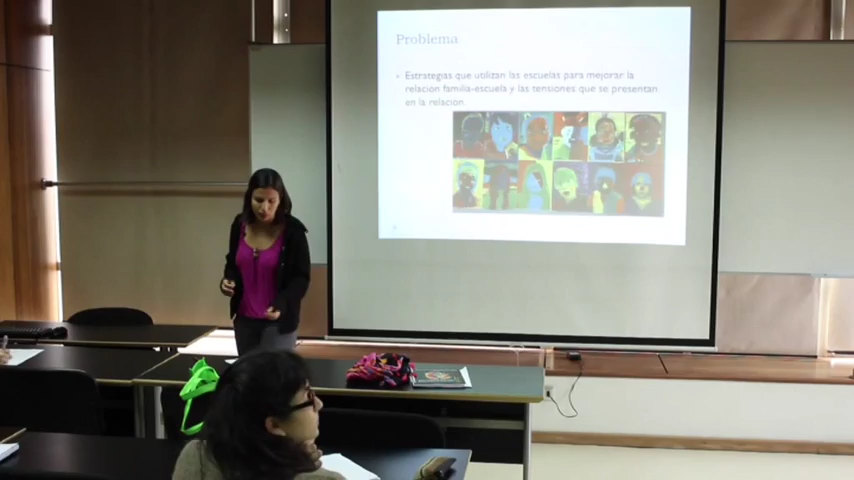 Problema
Estrategias que utilizan las escuelas para mejorar la
relación familia-escuela y las tensiones que se presentan
en la relación.